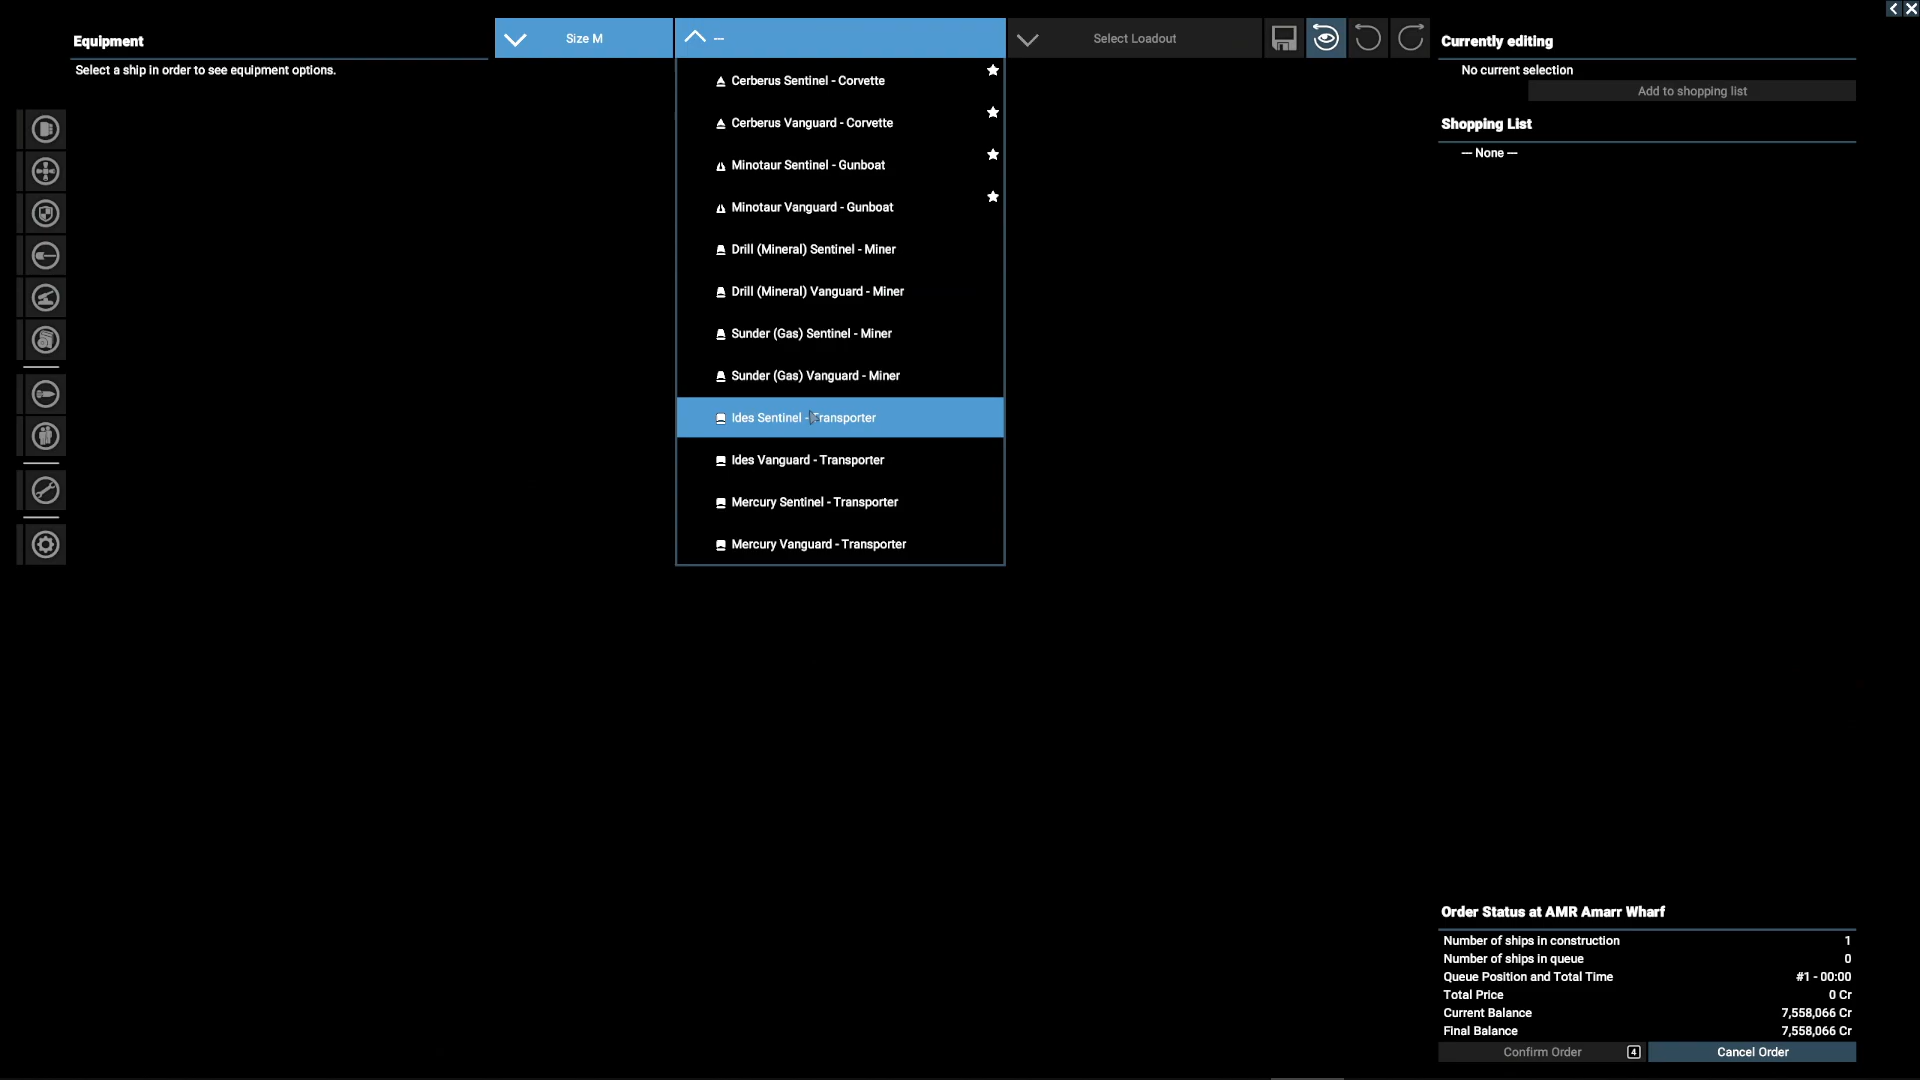 Equipment
Select a ship in order to see equipment options.
Size M
---
Select Loadout
Cerberus Sentinel - Corvette
Cerberus Vanguard - Corvette
Minotaur Sentinel - Gunboat
Minotaur Vanguard - Gunboat
Drill (Mineral) Sentinel - Miner
Drill (Mineral) Vanguard - Miner
Sunder (Gas) Sentinel - Miner
Sunder (Gas) Vanguard - Miner
Ides Sentinel - Transporter
Ides Vanguard - Transporter
Mercury Sentinel - Transporter
Mercury Vanguard - Transporter
Currently editing
No current selection
Add to shopping list
Shopping List
--- None ---
Order Status at AMR Amarr Wharf
Number of ships in construction 1
Number of ships in queue 0
Queue Position and Total Time #1 - 00:00
Total Price 0 Cr
Current Balance 7,558,066 Cr
Final Balance 7,558,066 Cr
Confirm Order 4 Cancel Order